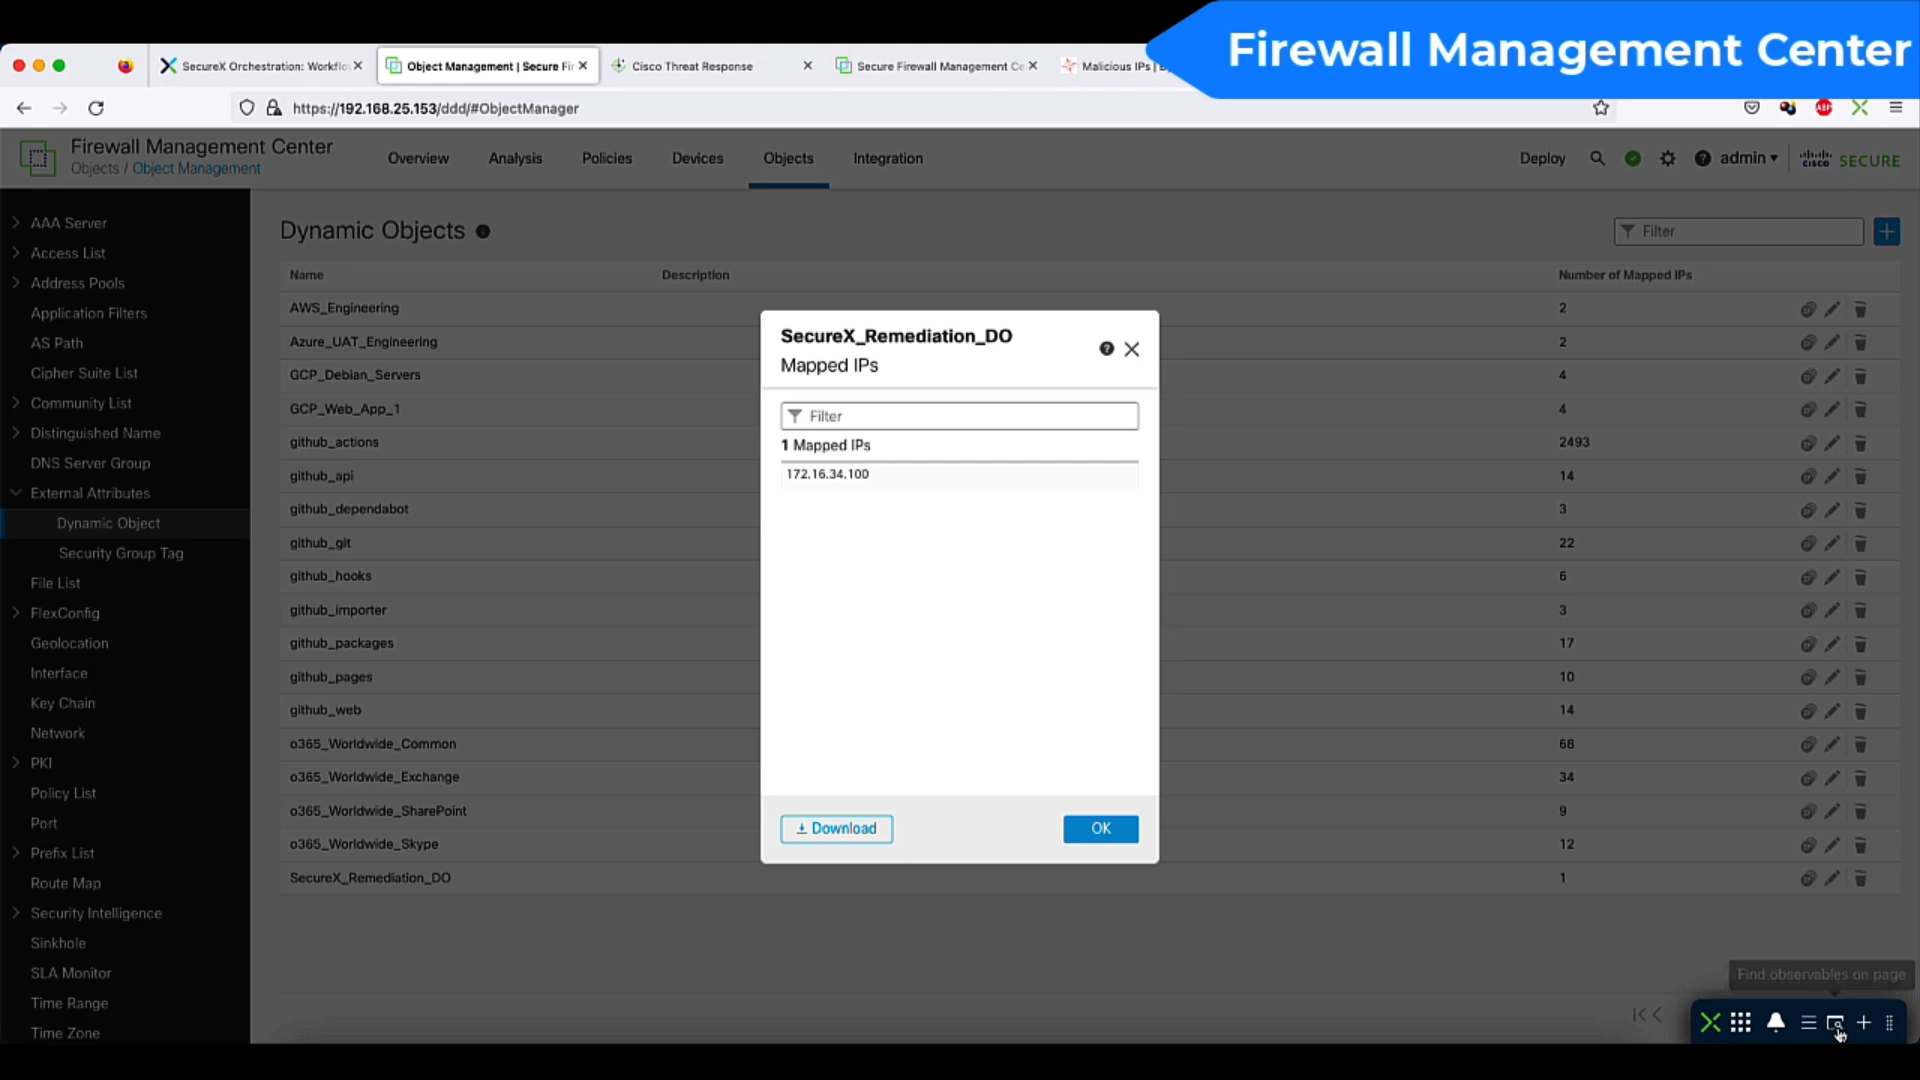 Firewall Management Center
SecureX Orchestration: Workflo
Object Management | Secure Fir
Cisco Threat Response
Secure Firewall Management Ce
Malicious IPs |
https://192.168.25.153/ddd/#ObjectManager
ABP
Firewall Management Center
Objects / Object Management
Overview
Analysis
Policies
Devices
Objects
Integration
Deploy
admin
cisco SECURE
AAA Server
Access List
Address Pools
Application Filters
AS Path
Cipher Suite List
Community List
Distinguished Name
DNS Server Group
External Attributes
Dynamic Object
Security Group Tag
File List
FlexConfig
Geolocation
Interface
Key Chain
Network
PKI
Policy List
Port
Prefix List
Route Map
Security Intelligence
Sinkhole
SLA Monitor
Time Range
Time Zone
Dynamic Objects
Filter
Name Description Number of Mapped IPs
AWS_Engineering 2
Azure_UAT_Engineering 2
GCP_Debian_Servers 4
GCP_Web_App_1 4
github_actions 2493
github_api 14
github_dependabot 3
github_git 22
github_hooks 6
github_importer 3
github_packages 17
github_pages 10
github_web 14
o365_Worldwide_Common 68
o365_Worldwide_Exchange 34
o365_Worldwide_SharePoint 9
o365_Worldwide_Skype 12
SecureX_Remediation_DO 1
SecureX_Remediation_DO
Mapped IPs
Filter
1 Mapped IPs
172.16.34.100
Download
OK
Find observables on page